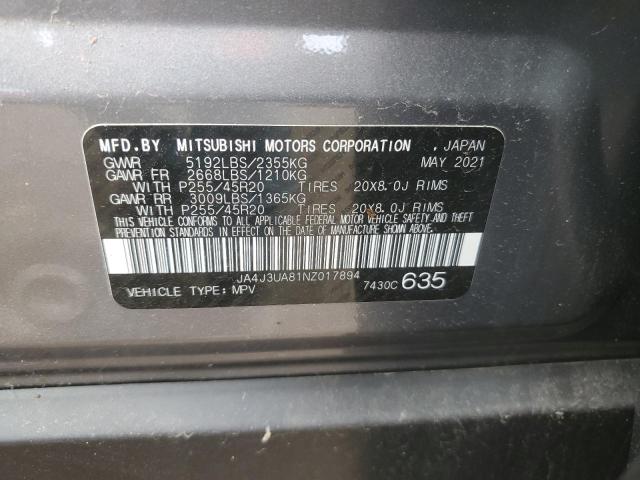 MFD.BY MITSUBISHI MOTORS CORPORATION, JAPAN
GVWR 5192LBS/2355KG MAY 2021
GAWR FR 2668LBS/1210KG
WITH P255/45R20 TIRES 20X8.0J RIMS
GAWR RR 3009LBS/1365KG
WITH P255/45R20 TIRES 20X8.0J RIMS
THIS VEHICLE CONFORMS TO ALL APPLICABLE FEDERAL MOTOR VEHICLE SAFETY AND THEFT
PREVENTION STANDARDS IN EFFECT ON THE DATE OF MANUFACTURE SHOWN ABOVE.
JA4J3UA81NZ017894
VEHICLE TYPE: MPV 7430C 635